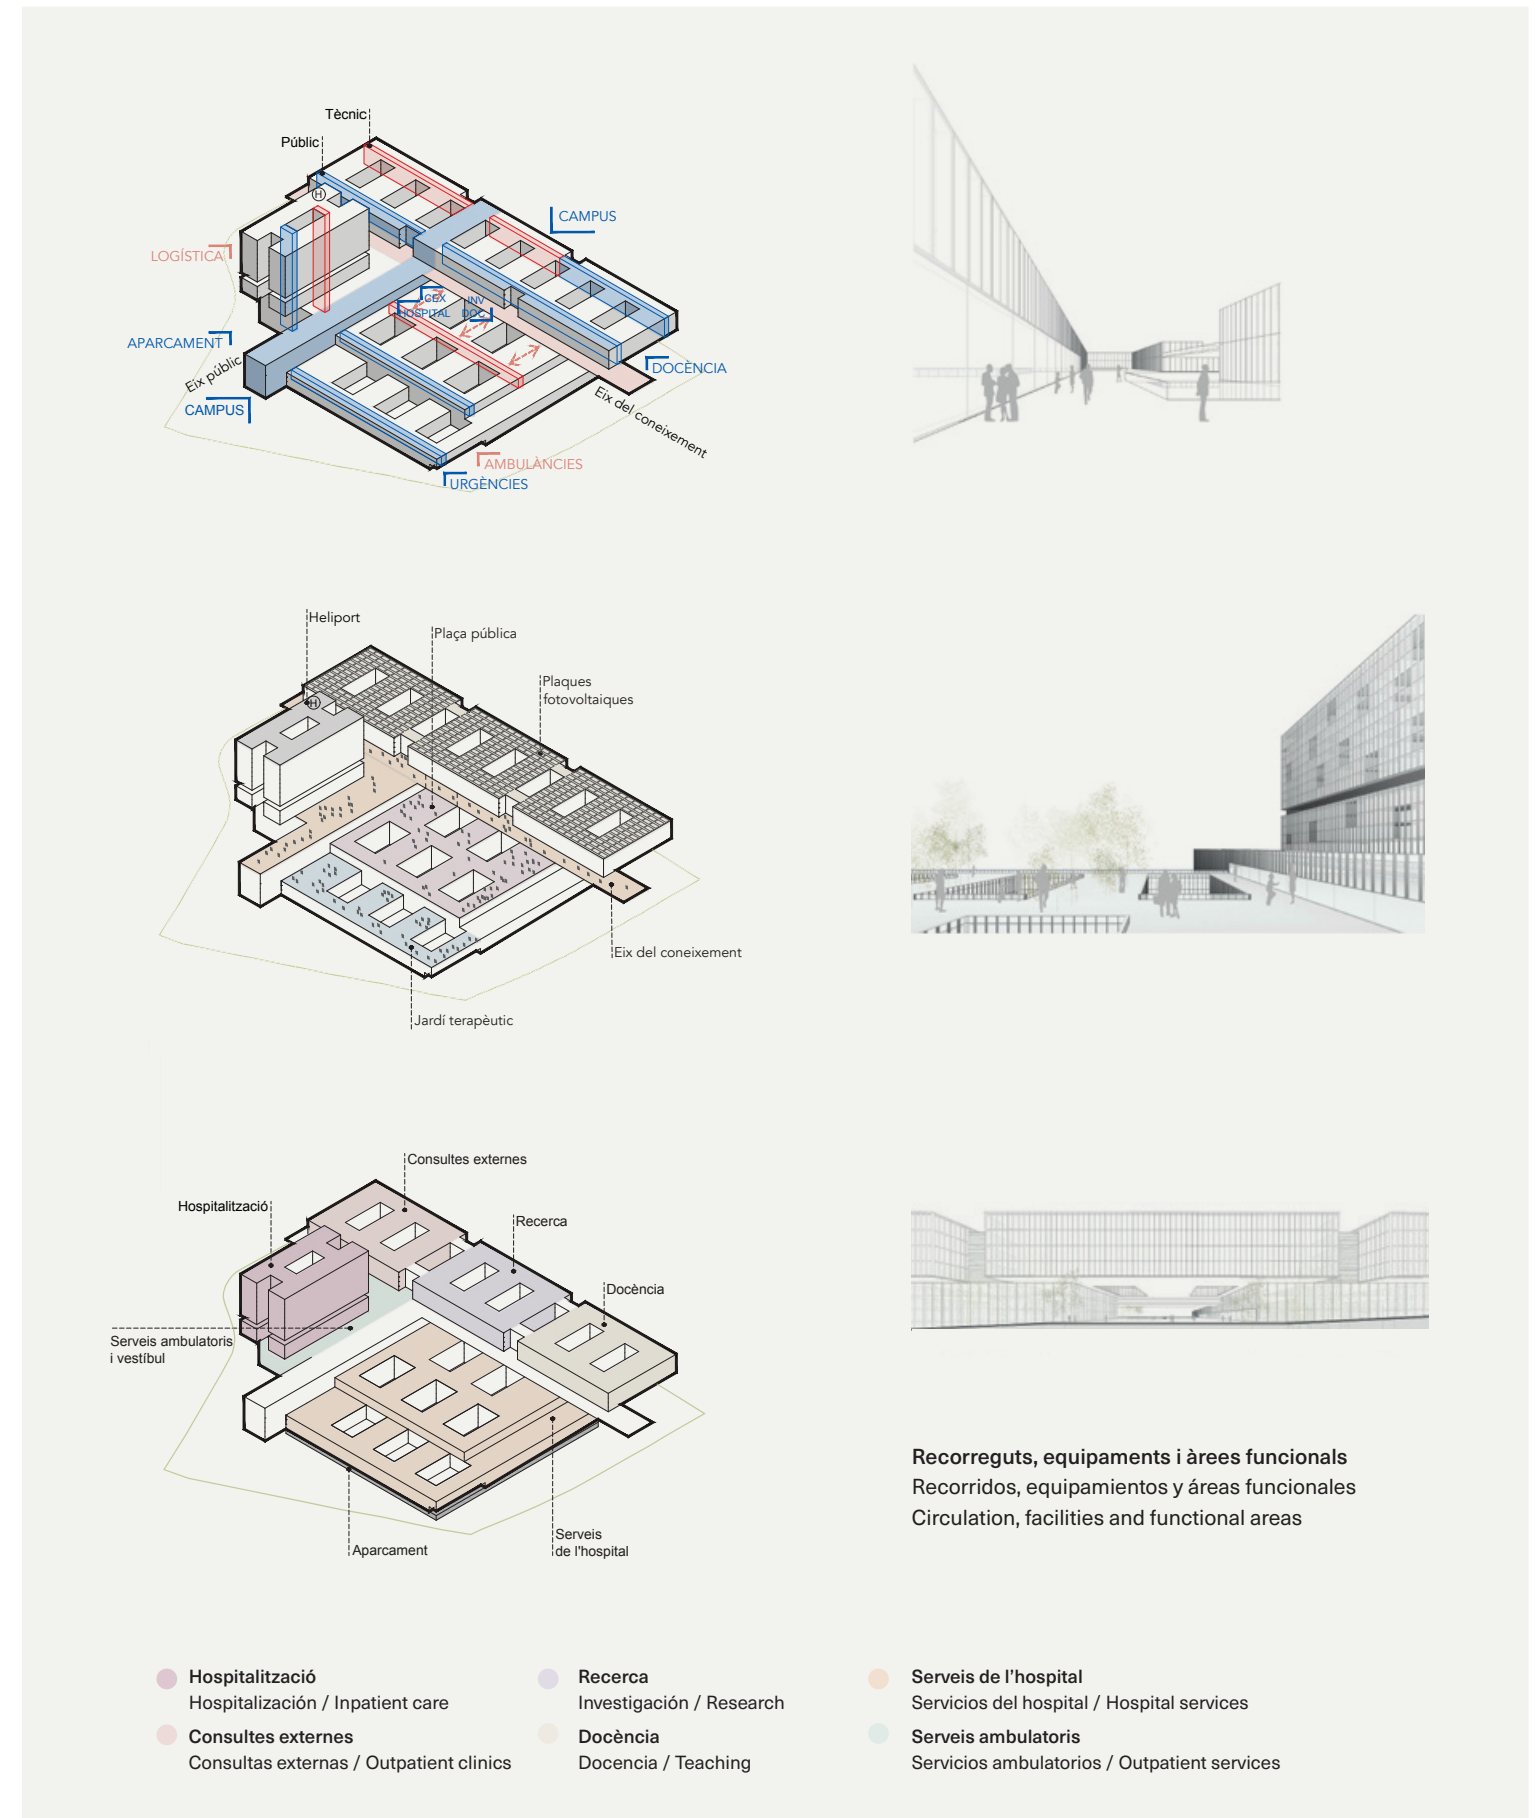 Tècnic
Públic
H
CAMPUS
LOGÍSTICA
CEX
INV
HOSPITAL
DOC
APARCAMENT
Eix públic
DOCÈNCIA
CAMPUS
Eix del coneixement
AMBULÀNCIES
URGÈNCIES
Heliport
Plaça pública
Plaques
fotovoltaiques
H
Eix del coneixement
Jardí terapèutic
Consultes externes
Hospitalització
Recerca
Docència
Serveis ambulatoris
i vestíbul
Aparcament
Serveis
de l'hospital
Recorreguts, equipaments i àrees funcionals
Recorridos, equipamientos y áreas funcionales
Circulation, facilities and functional areas
Hospitalització
Hospitalización / Inpatient care
Consultes externes
Consultas externas / Outpatient clinics
Recerca
Investigación / Research
Docència
Docencia / Teaching
Serveis de l’hospital
Servicios del hospital / Hospital services
Serveis ambulatoris
Servicios ambulatorios / Outpatient services